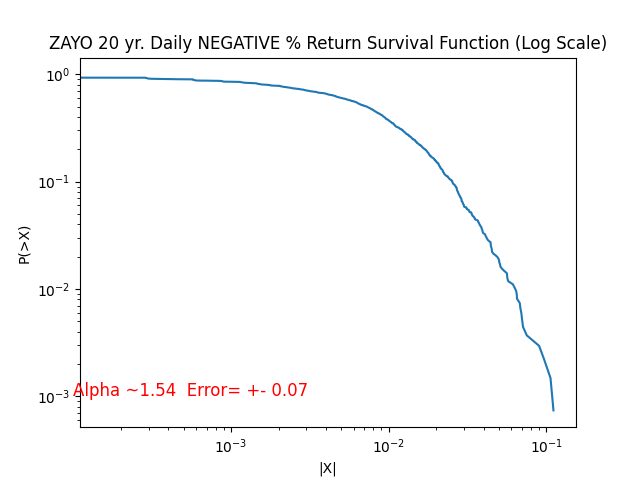 ZAYO 20 yr. Daily NEGATIVE % Return Survival Function (Log Scale)
10⁰
10⁻¹
P(>X)
10⁻²
10⁻³
Alpha ~1.54  Error= +- 0.07
10⁻³
10⁻²
10⁻¹
|X|